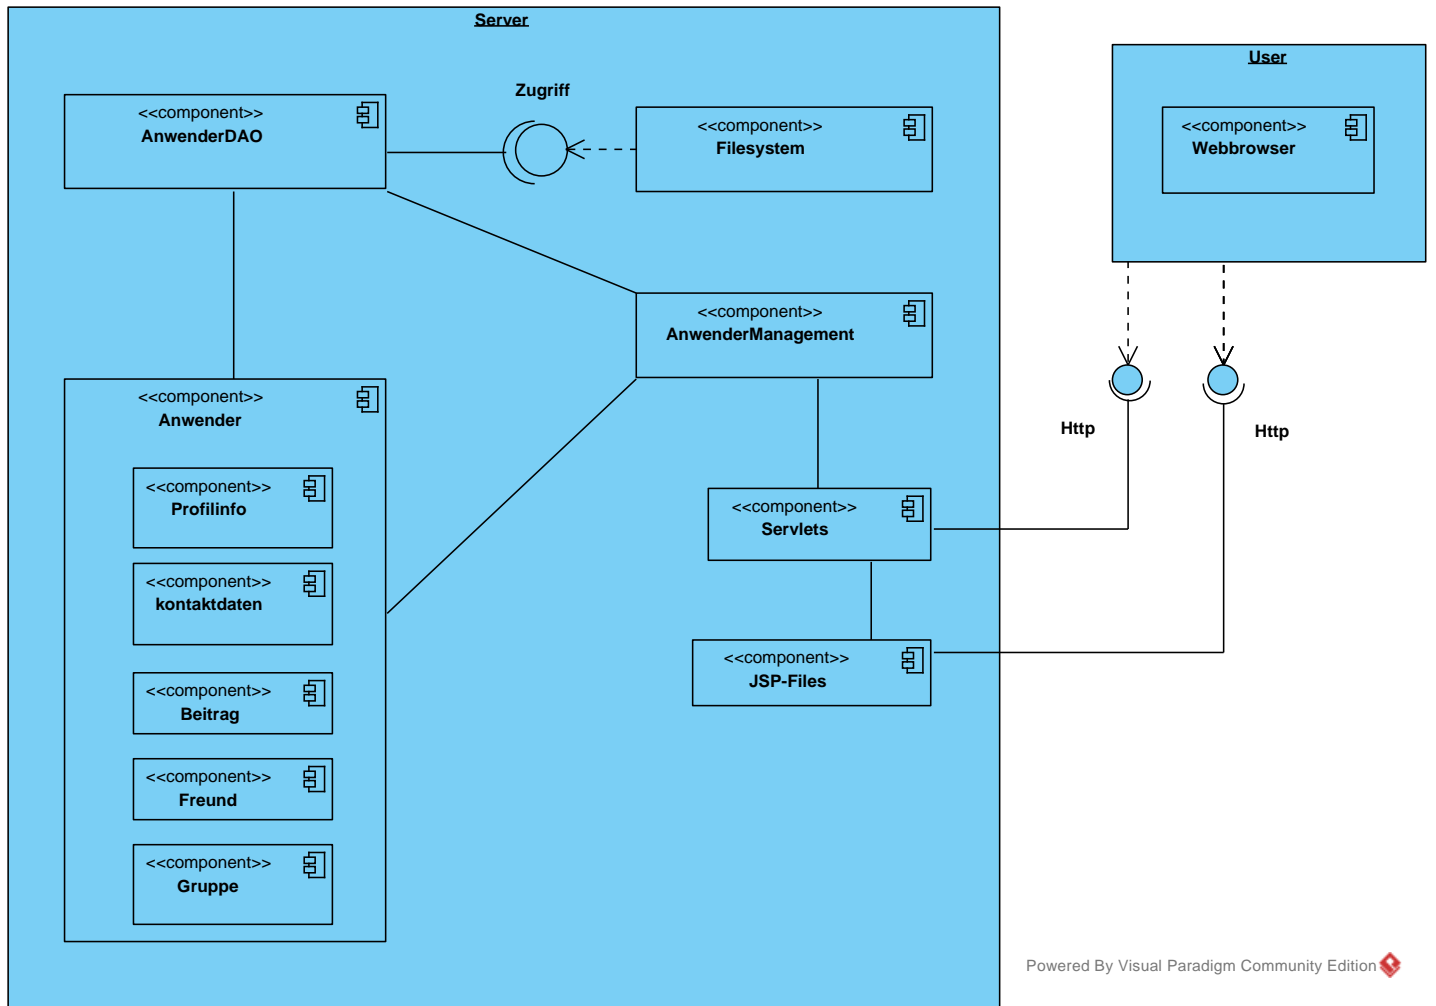 Server
<<component>>
AnwenderDAO
Zugriff
<<component>>
Filesystem
User
<<component>>
Webbrowser
<<component>>
AnwenderManagement
<<component>>
Anwender
<<component>>
Profilinfo
<<component>>
kontaktdaten
<<component>>
Beitrag
<<component>>
Freund
<<component>>
Gruppe
<<component>>
Servlets
<<component>>
JSP-Files
Http
Http
Powered By Visual Paradigm Community Edition